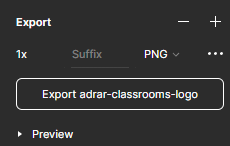 Export
1x Suffix PNG
Export adrar-classrooms-logo
Preview